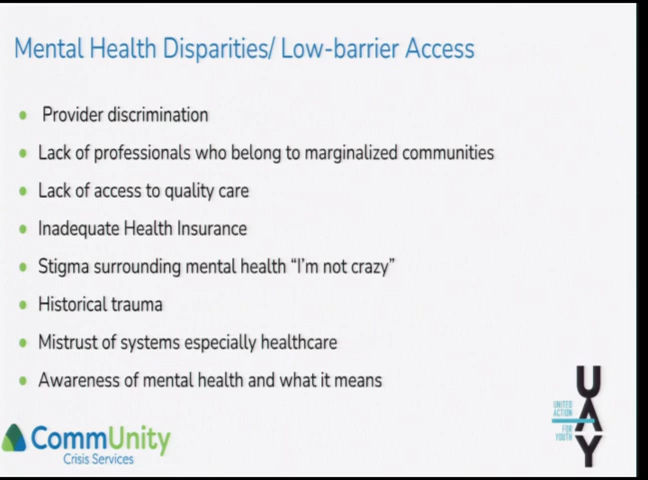 Mental Health Disparities/ Low-barrier Access
Provider discrimination
Lack of professionals who belong to marginalized communities
Lack of access to quality care
Inadequate Health Insurance
Stigma surrounding mental health “I'm not crazy”
Historical trauma
Mistrust of systems especially healthcare
Awareness of mental health and what it means
CommUnity
Crisis Services
UNITED
ACTION
FOR
YOUTH
UAY